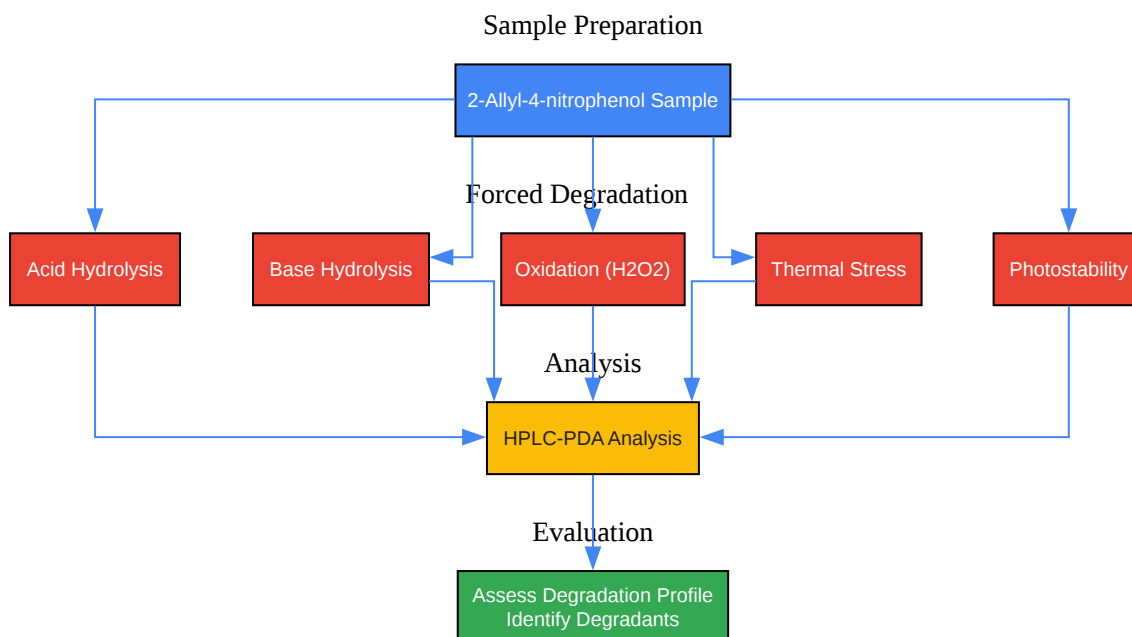 Sample Preparation
2-Allyl-4-nitrophenol Sample
Forced Degradation
Acid Hydrolysis
Base Hydrolysis
Oxidation (H2O2)
Thermal Stress
Photostability
Analysis
HPLC-PDA Analysis
Evaluation
Assess Degradation Profile
Identify Degradants